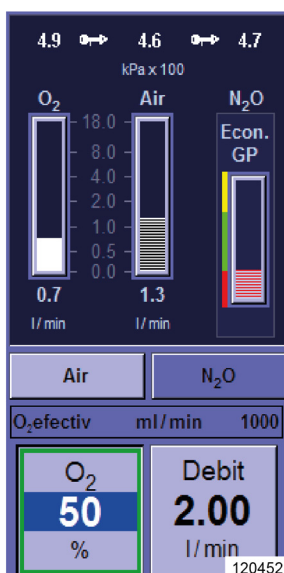 4.9 4.6 4.7
kPa x 100
O₂ Air N₂O
18.0
8.0
4.0
2.0
1.0
0.5
0.0
Econ.
GP
0.7 1.3
l/min l/min
Air N₂O
O₂efectiv ml/min 1000
O₂ Debit
50 2.00
% l/min
120452